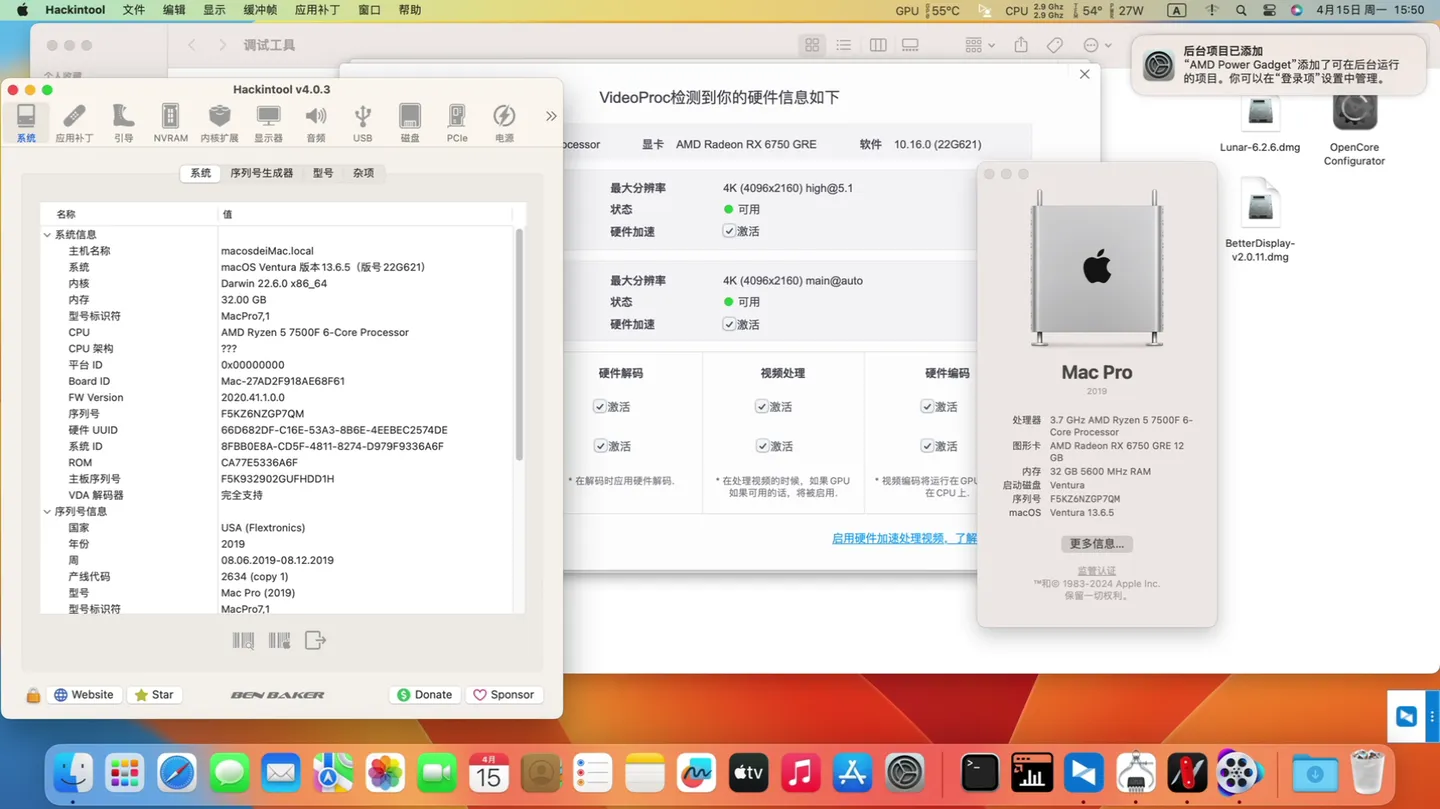 Hackintool 文件 编辑 显示 缓冲帧 应用补丁 窗口 帮助
GPU 55°C CPU 2.9 Ghz 2.9 Ghz 54° 27W A 4月15日 周一 15:50
调试工具
个人收藏
后台项目已添加
“AMD Power Gadget”添加了可在后台运行
的项目。你可以在“登录项”设置中管理。
Lunar-6.2.6.dmg
OpenCore
Configurator
BetterDisplay-
v2.0.11.dmg
Hackintool v4.0.3
系统 应用补丁 引导 NVRAM 内核扩展 显示器 音频 USB 磁盘 PCIe 电源
系统 序列号生成器 型号 杂项
名称 值
系统信息
主机名称 macosdeiMac.local
系统 macOS Ventura 版本13.6.5（版号22G621）
内核 Darwin 22.6.0 x86_64
内存 32.00 GB
型号标识符 MacPro7,1
CPU AMD Ryzen 5 7500F 6-Core Processor
CPU 架构 ???
平台 ID 0x00000000
Board ID Mac-27AD2F918AE68F61
FW Version 2020.41.1.0.0
序列号 F5KZ6NZGP7QM
硬件 UUID 66D682DF-C16E-53A3-8B6E-4EEBEC2574DE
系统 ID 8FBB0E8A-CD5F-4811-8274-D979F9336A6F
ROM CA77E5336A6F
主板序列号 F5K932902GUFHDD1H
VDA 解码器 完全支持
序列号信息
国家 USA (Flextronics)
年份 2019
周 08.06.2019-08.12.2019
产线代码 2634 (copy 1)
型号 Mac Pro (2019)
型号标识符 MacPro7,1
Website Star BEN BAKER Donate Sponsor
VideoProc检测到你的硬件信息如下
ocessor 显卡 AMD Radeon RX 6750 GRE 软件 10.16.0 (22G621)
最大分辨率 4K (4096x2160) high@5.1
状态 可用
硬件加速 激活
最大分辨率 4K (4096x2160) main@auto
状态 可用
硬件加速 激活
硬件解码 视频处理 硬件编码
激活 激活 激活
激活 激活 激活
* 在解码时应用硬件解码. * 在处理视频的时候，如果GPU * 视频编码将运行在GPU
如果可用的话，将被启用. 在CPU上.
启用硬件加速处理视频，了解
Mac Pro
2019
处理器 3.7 GHz AMD Ryzen 5 7500F 6-
Core Processor
图形卡 AMD Radeon RX 6750 GRE 12
GB
内存 32 GB 5600 MHz RAM
启动磁盘 Ventura
序列号 F5KZ6NZGP7QM
macOS Ventura 13.6.5
更多信息...
监管认证
™和© 1983-2024 Apple Inc.
保留一切权利。
4月
15
tv